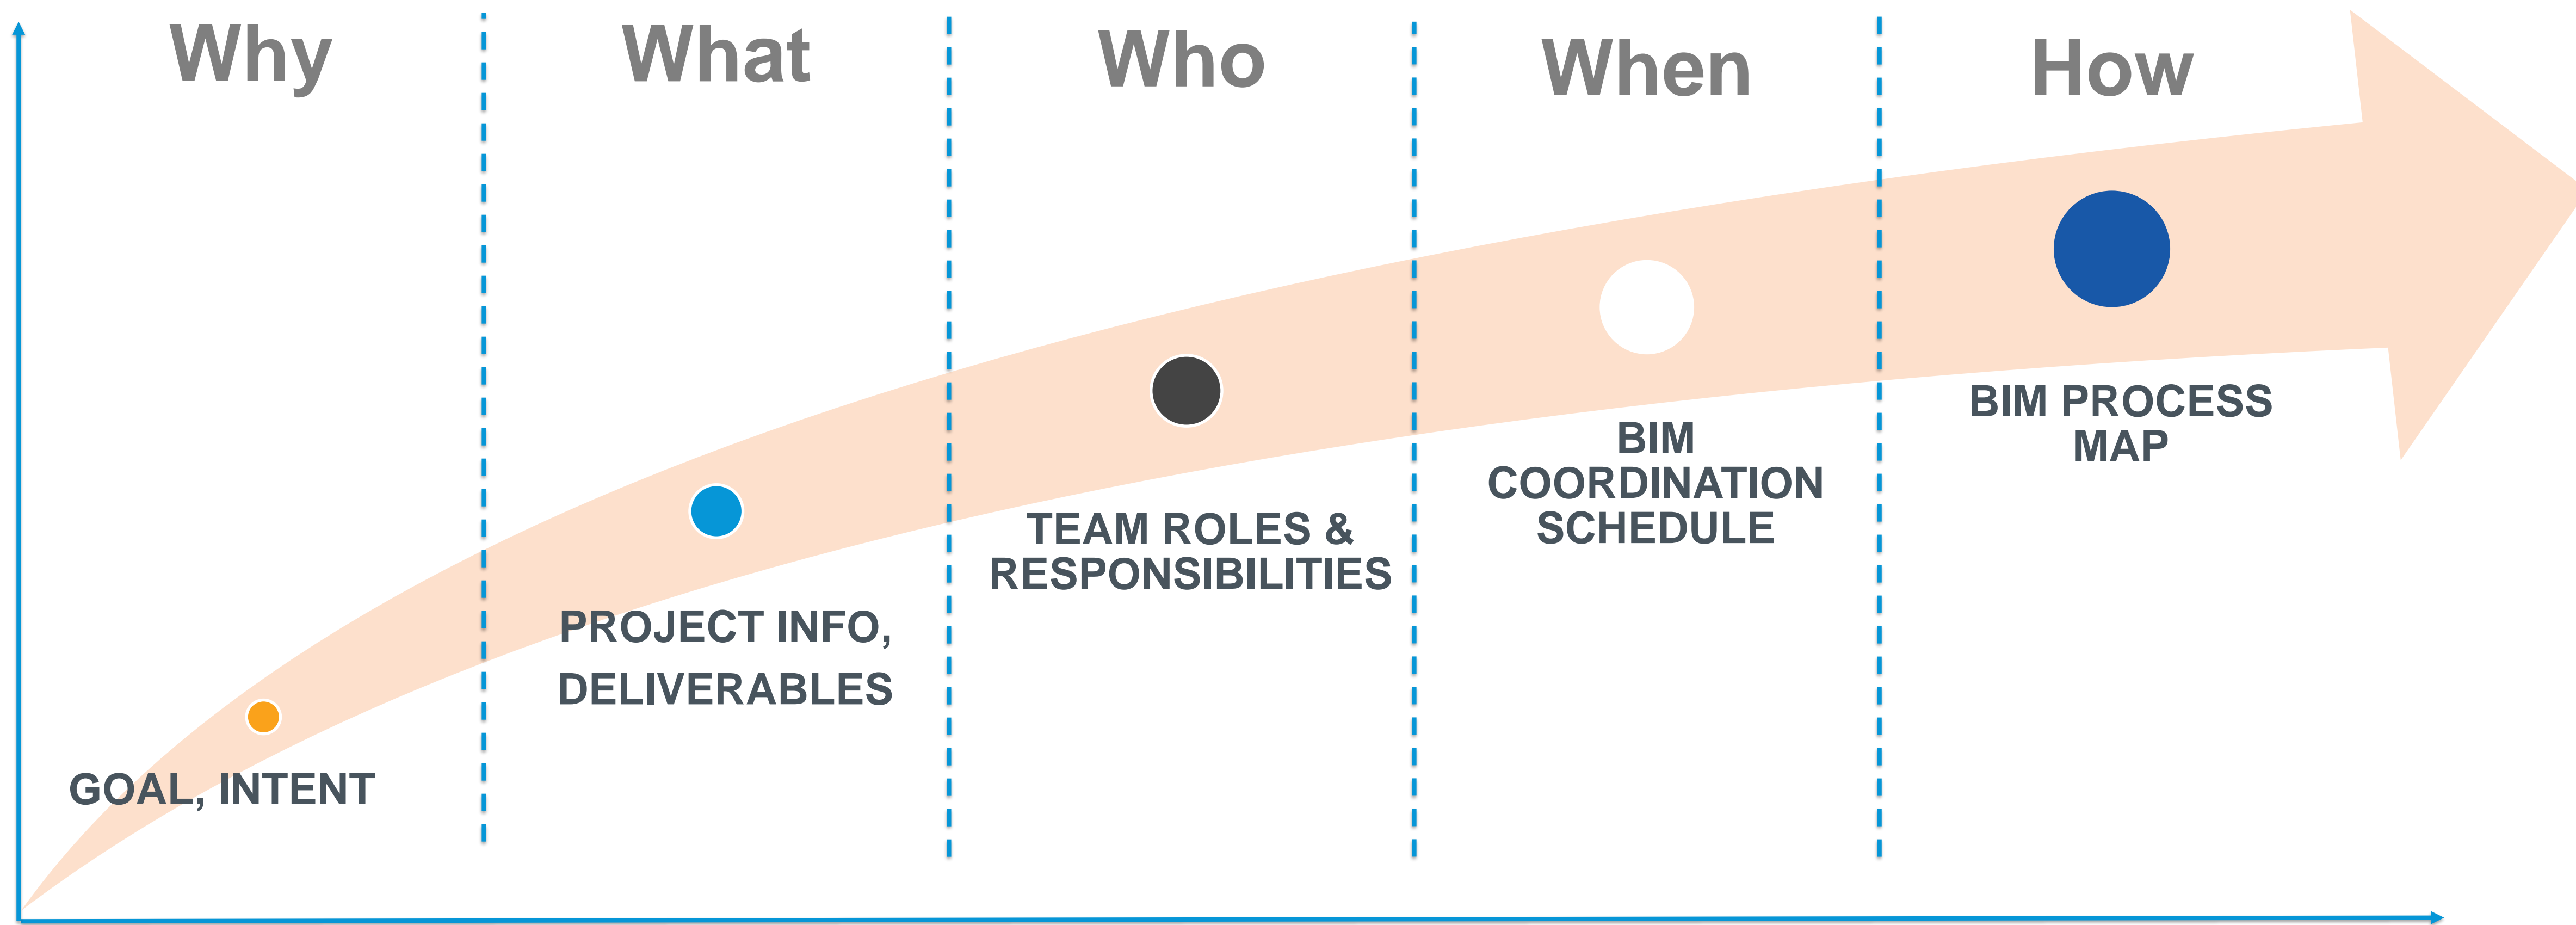 Why
What
Who
When
How
GOAL, INTENT
PROJECT INFO,
DELIVERABLES
TEAM ROLES &
RESPONSIBILITIES
BIM
COORDINATION
SCHEDULE
BIM PROCESS
MAP